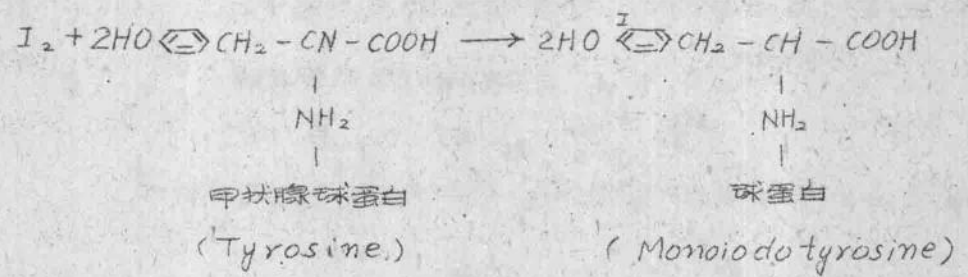 I₂ + 2HO CH₂ - CN - COOH ⟶ 2HO I CH₂ - CH - COOH
NH₂ NH₂
甲状腺球蛋白 球蛋白
(Tyrosine) (Monoiodotyrosine)